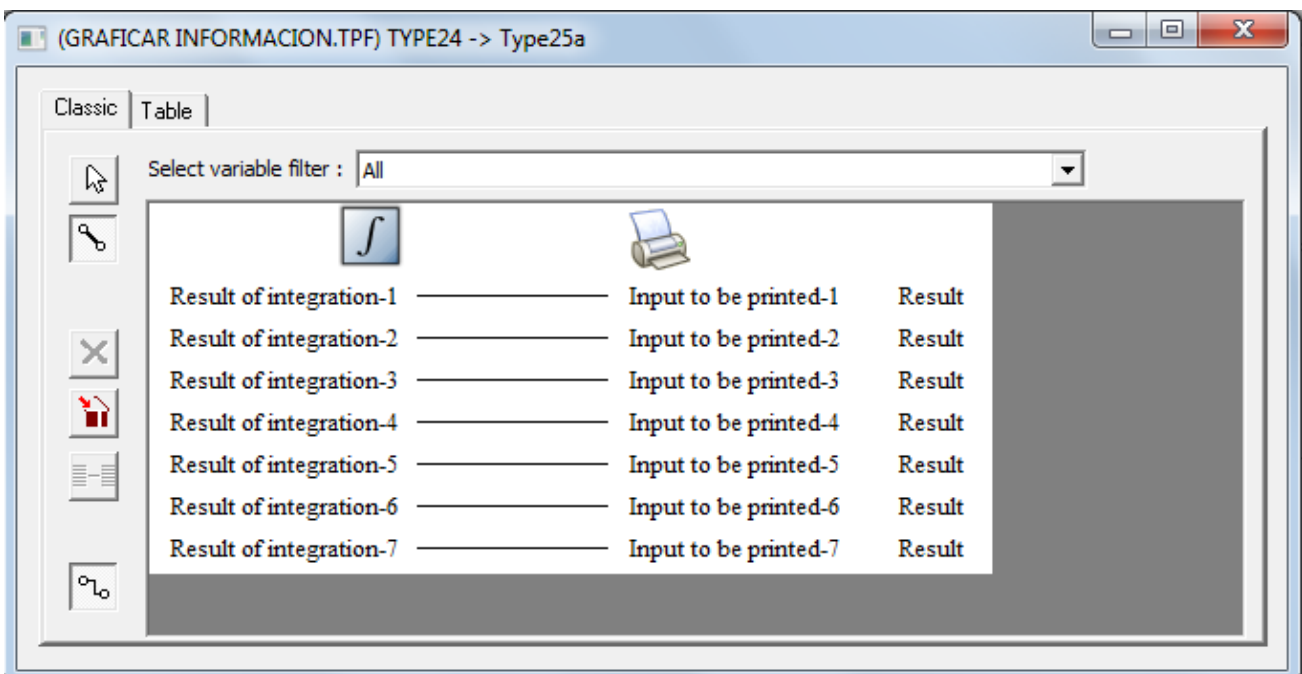 (GRAFICAR INFORMACION.TPF) TYPE24 -> Type25a
Classic Table
Select variable filter : All
Result of integration-1 Input to be printed-1 Result
Result of integration-2 Input to be printed-2 Result
Result of integration-3 Input to be printed-3 Result
Result of integration-4 Input to be printed-4 Result
Result of integration-5 Input to be printed-5 Result
Result of integration-6 Input to be printed-6 Result
Result of integration-7 Input to be printed-7 Result